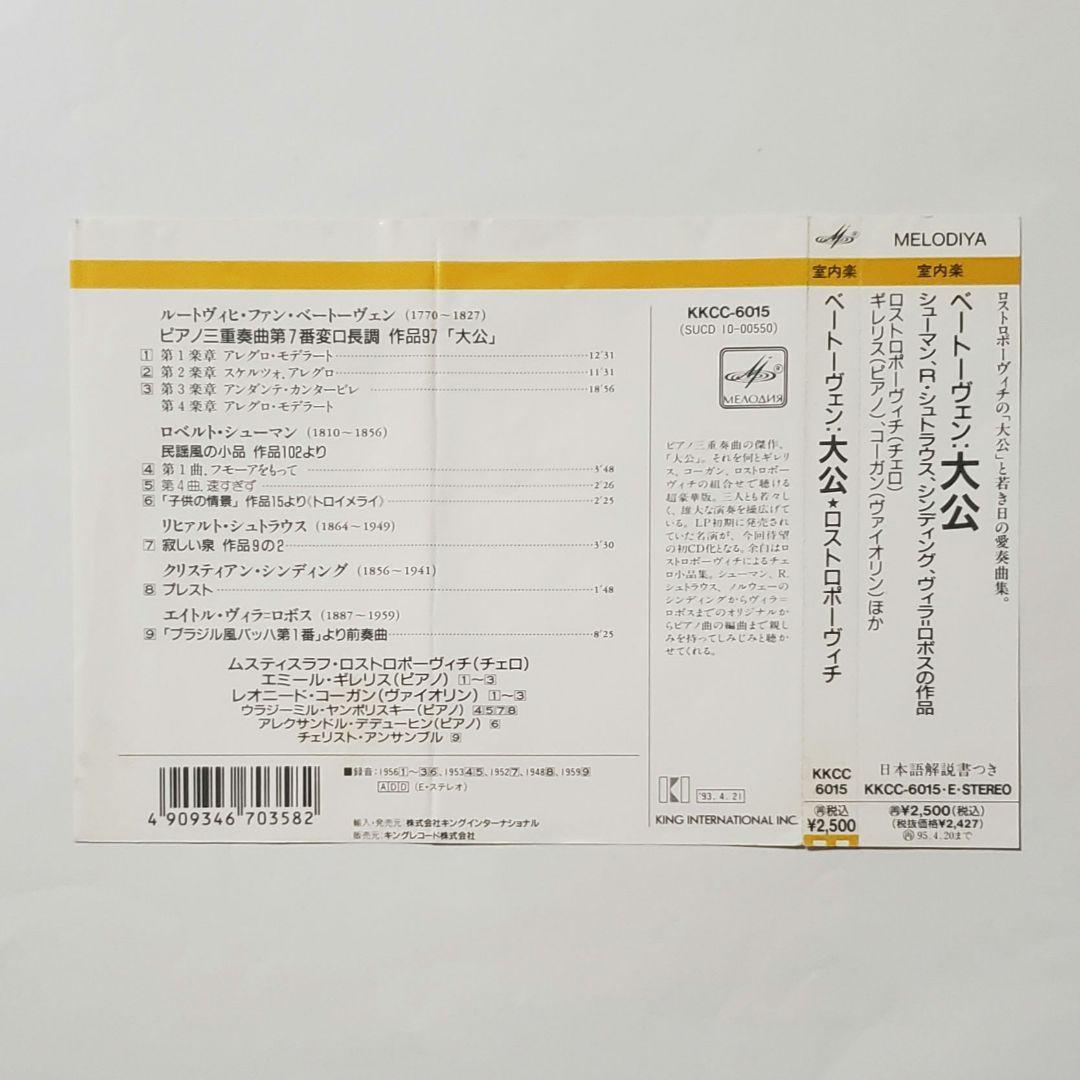 ルートヴィヒ・ファン・ベートーヴェン (1770〜1827)
ピアノ三重奏曲第7番変ロ長調 作品97「大公」
1 第1楽章 アレグロ・モデラート 12'31
2 第2楽章 スケルツォ, アレグロ 11'31
3 第3楽章 アンダンテ・カンタービレ 18'56
第4楽章 アレグロ・モデラート
ロベルト・シューマン (1810〜1856)
民謡風の小品 作品102より
4 第1曲, フモーアをもって 3'48
5 第4曲, 速すぎず 2'26
6 「子供の情景」作品15より〈トロイメライ〉 2'25
リヒァルト・シュトラウス (1864〜1949)
7 寂しい泉 作品9の2 3'30
クリスティアン・シンディング (1856〜1941)
8 プレスト 1'48
エイトル・ヴィラ=ロボス (1887〜1959)
9 「ブラジル風バッハ第1番」より前奏曲 8'25
ムスティスラフ・ロストロポーヴィチ(チェロ)
エミール・ギレリス(ピアノ) 1〜3
レオニード・コーガン(ヴァイオリン) 1〜3
ウラジーミル・ヤンポリスキー(ピアノ) 4578
アレクサンドル・デデューヒン(ピアノ) 6
チェリスト・アンサンブル 9
4 909346 703582
■録音:19561〜36、195345、19527、19488、19599
ADD (E・ステレオ)
輸入・発売元:株式会社キングインターナショナル
販売元:キングレコード株式会社
KKCC-6015
(SUCD 10-00550)
МЕЛОДИЯ
ピアノ三重奏曲の傑作、
「大公」。それを何とギレリ
ス、コーガン、ロストロポー
ヴィチの組合せで聴ける
超豪華版。三人とも若々し
く、雄大な演奏を繰広げて
いる。LP初期に発売され
ていた名演が、今回待望
の初CD化となる。余白はロ
ストロポーヴィチによるチェ
ロ小品集。シューマン、R.
シュトラウス、ノルウェーの
シンディングからヴィラ=
ロボスまでのオリジナルか
らピアノ曲の編曲まで親し
みを持ってしみじみと聴か
せてくれる。
KI '93.4.21
KING INTERNATIONAL INC.
室内楽
ベートーヴェン:大公★ロストロポーヴィチ
KKCC
6015
税込
¥2,500
MELODIYA
室内楽
ロストロポーヴィチの「大公」と若き日の愛奏曲集。
ベートーヴェン:大公
シューマン、R・シュトラウス、シンディング、ヴィラ=ロボスの作品
ロストロポーヴィチ(チェロ)
ギレリス(ピアノ)、コーガン(ヴァイオリン)ほか
日本語解説書つき
KKCC-6015・E・STEREO
再¥2,500(税込)
(税抜価格¥2,427)
再95.4.20まで